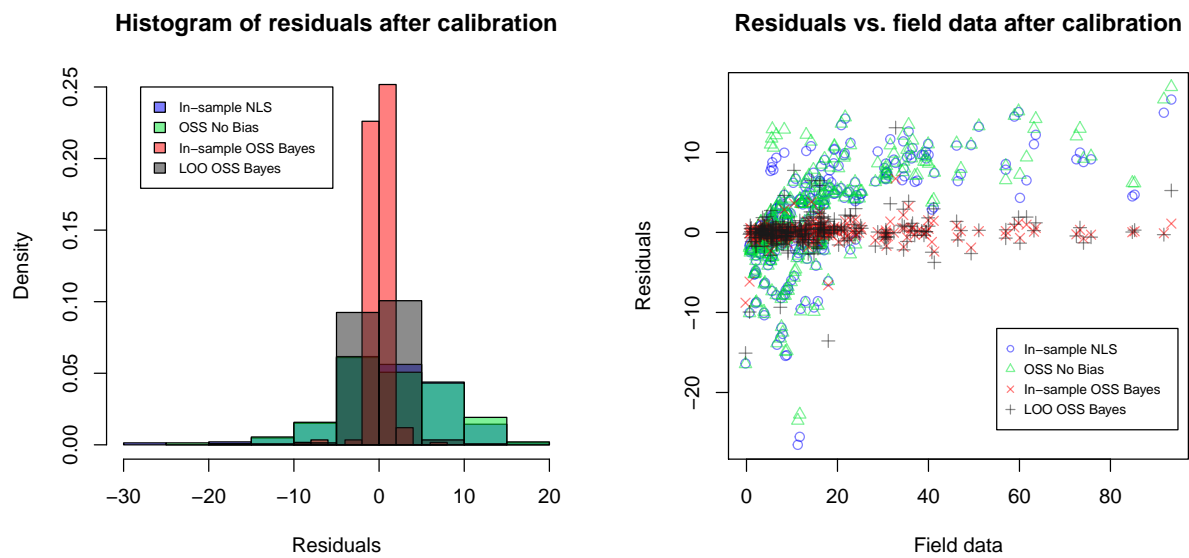 Histogram of residuals after calibration
Density
0.00
0.05
0.10
0.15
0.20
0.25
In−sample NLS
OSS No Bias
In−sample OSS Bayes
LOO OSS Bayes
−30
−20
−10
0
10
20
Residuals
Residuals vs. field data after calibration
Residuals
−20
−10
0
10
In−sample NLS
OSS No Bias
In−sample OSS Bayes
LOO OSS Bayes
0
20
40
60
80
Field data